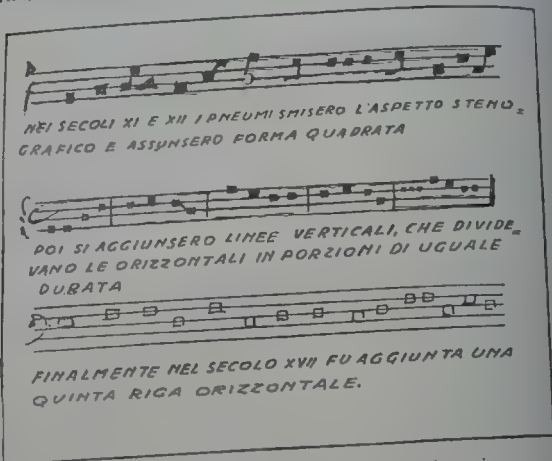 NEI SECOLI XI E XII I PNEUMI SMISERO L'ASPETTO STENO=
GRAFICO E ASSUNSERO FORMA QUADRATA
POI SI AGGIUNSERO LINEE VERTICALI, CHE DIVIDE=
VANO LE ORIZZONTALI IN PORZIONI DI UGUALE
DURATA
FINALMENTE NEL SECOLO XVII FU AGGIUNTA UNA
QUINTA RIGA ORIZZONTALE.